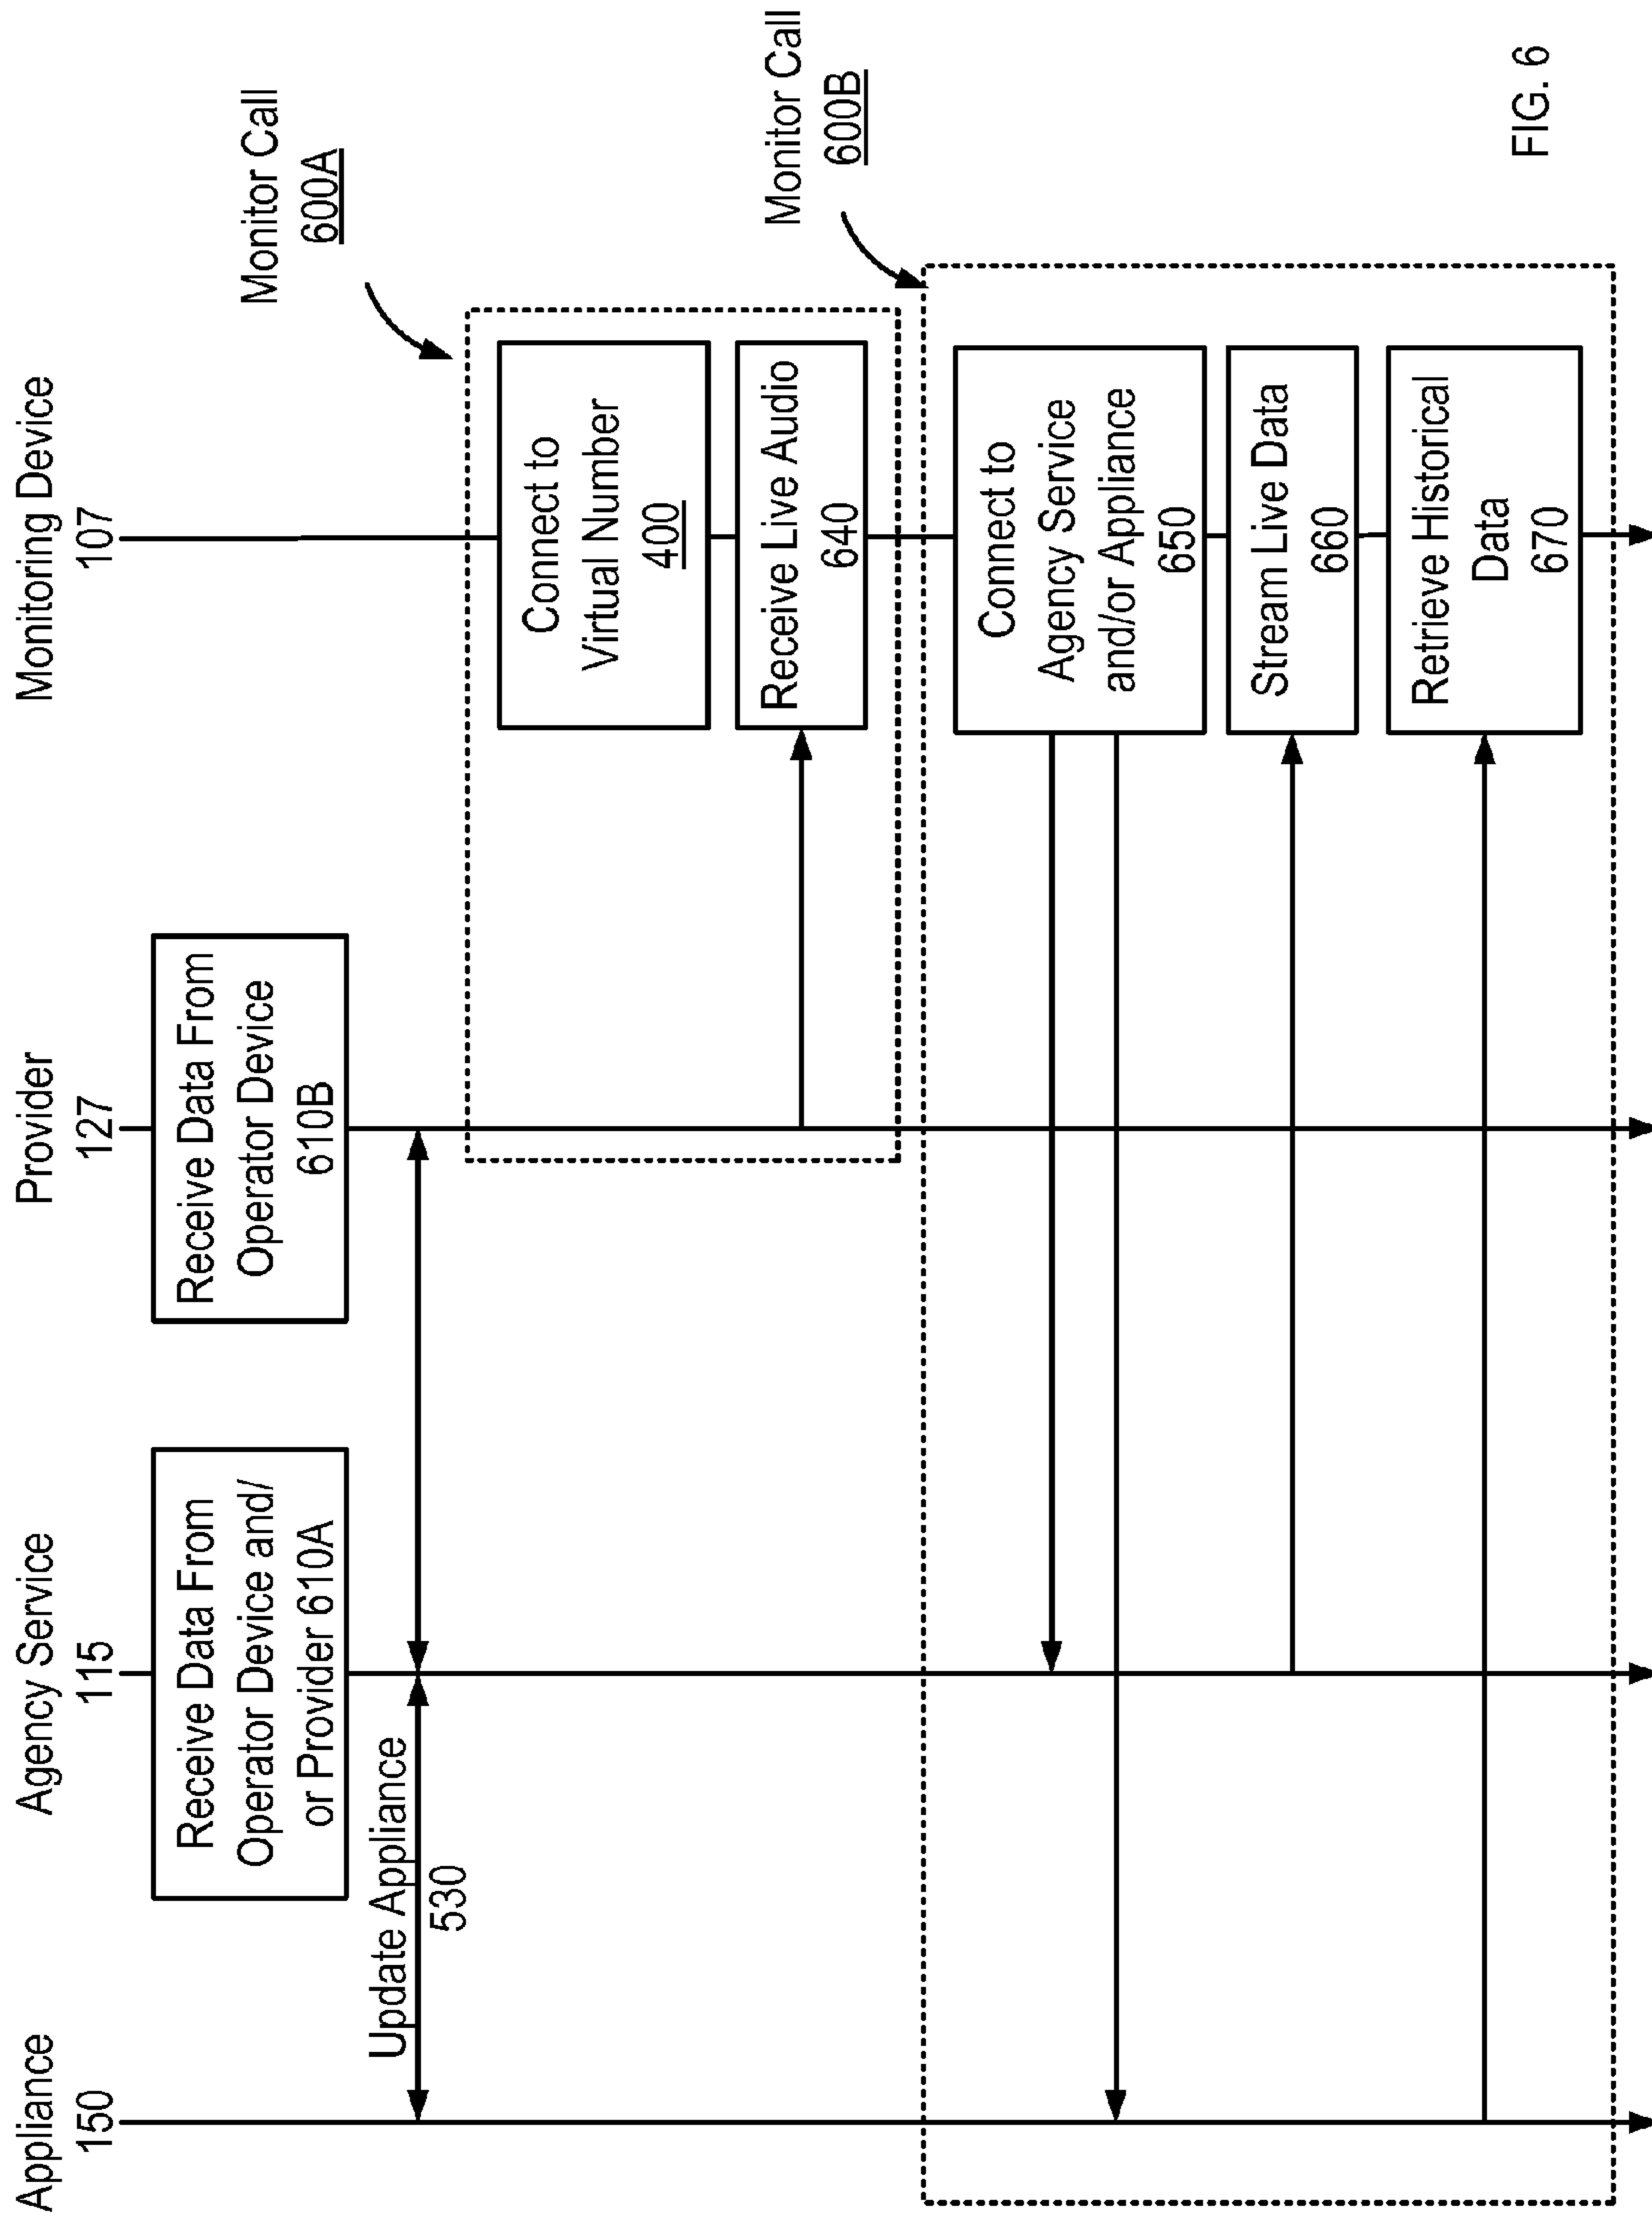 Appliance
150
Agency Service
115
Provider
127
Monitoring Device
107
Receive Data From
Operator Device and/
or Provider 610A
Receive Data From
Operator Device
610B
Update Appliance
530
Monitor Call
600A
Connect to
Virtual Number
400
Receive Live Audio
640
Monitor Call
600B
Connect to
Agency Service
and/or Appliance
650
Stream Live Data
660
Retrieve Historical
Data
670
FIG. 6